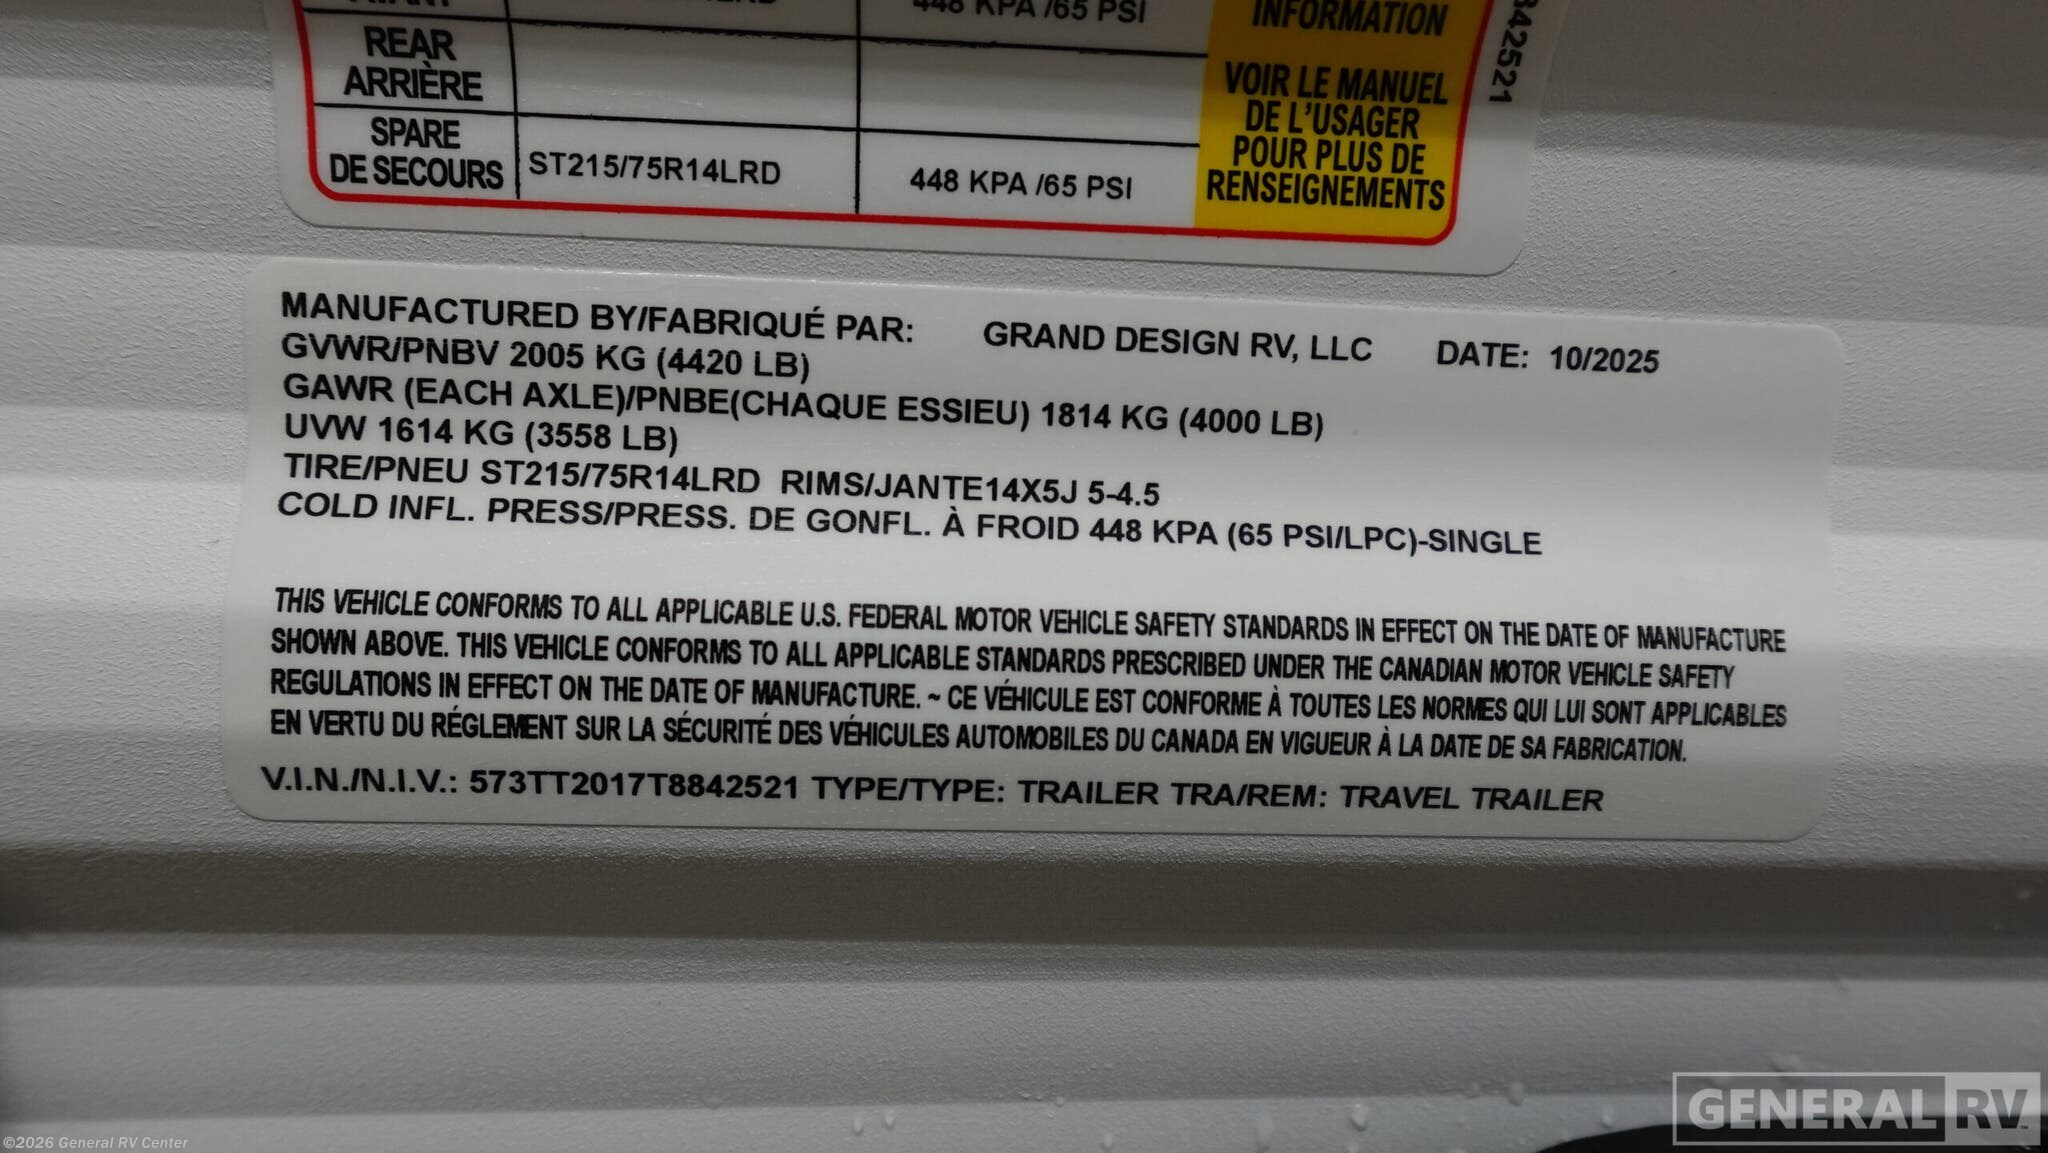 448 KPA /65 PSI
INFORMATION
REAR
ARRIÈRE
SPARE
DE SECOURS
ST215/75R14LRD
448 KPA /65 PSI
VOIR LE MANUEL
DE L'USAGER
POUR PLUS DE
RENSEIGNEMENTS
842521
MANUFACTURED BY/FABRIQUÉ PAR: GRAND DESIGN RV, LLC DATE: 10/2025
GVWR/PNBV 2005 KG (4420 LB)
GAWR (EACH AXLE)/PNBE(CHAQUE ESSIEU) 1814 KG (4000 LB)
UVW 1614 KG (3558 LB)
TIRE/PNEU ST215/75R14LRD RIMS/JANTE14X5J 5-4.5
COLD INFL. PRESS/PRESS. DE GONFL. À FROID 448 KPA (65 PSI/LPC)-SINGLE
THIS VEHICLE CONFORMS TO ALL APPLICABLE U.S. FEDERAL MOTOR VEHICLE SAFETY STANDARDS IN EFFECT ON THE DATE OF MANUFACTURE
SHOWN ABOVE. THIS VEHICLE CONFORMS TO ALL APPLICABLE STANDARDS PRESCRIBED UNDER THE CANADIAN MOTOR VEHICLE SAFETY
REGULATIONS IN EFFECT ON THE DATE OF MANUFACTURE. ~ CE VÉHICULE EST CONFORME À TOUTES LES NORMES QUI LUI SONT APPLICABLES
EN VERTU DU RÉGLEMENT SUR LA SÉCURITÉ DES VÉHICULES AUTOMOBILES DU CANADA EN VIGUEUR À LA DATE DE SA FABRICATION.
V.I.N./N.I.V.: 573TT2017T8842521 TYPE/TYPE: TRAILER TRA/REM: TRAVEL TRAILER
GENERAL RV
©2026 General RV Center